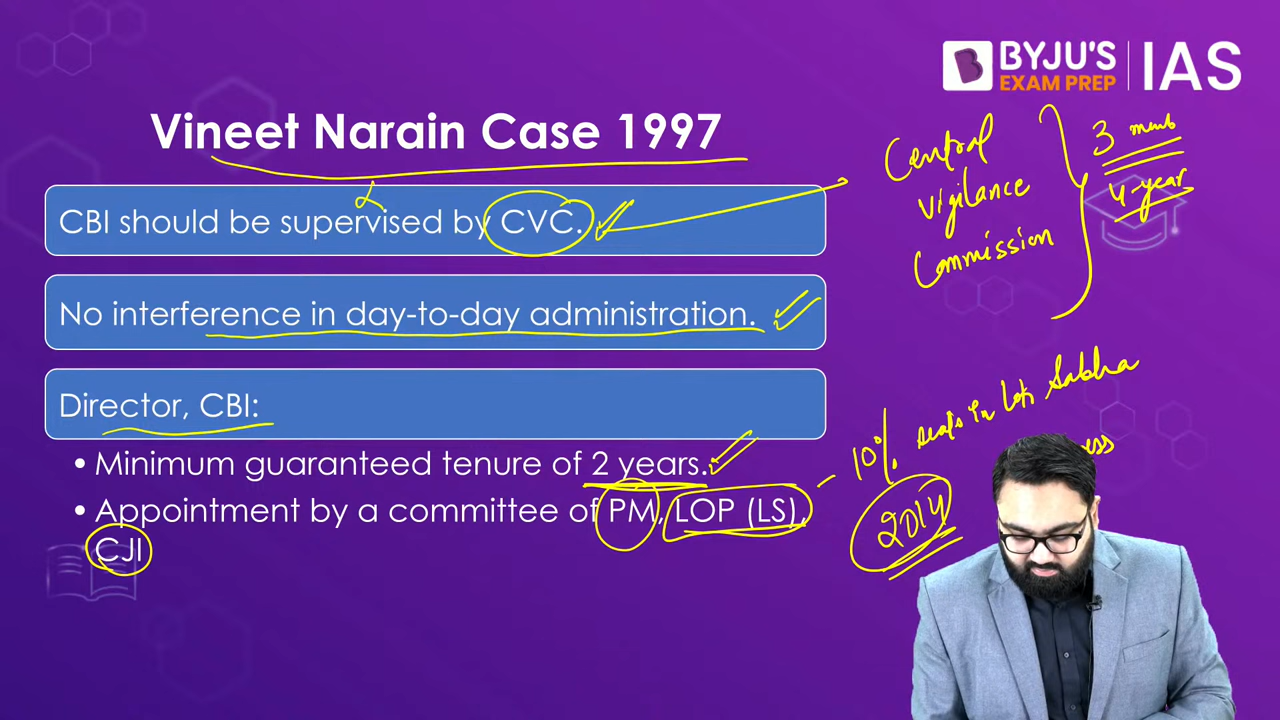 BYJU'S
EXAM PREP
IAS
Vineet Narain Case 1997
CBI should be supervised by CVC.
No interference in day-to-day administration.
Director, CBI:
• Minimum guaranteed tenure of 2 years.
• Appointment by a committee of PM, LOP (LS),
CJI
Central
Vigilance
Commission
3 memb
4-year
10% seats in Lok Sabha
2014